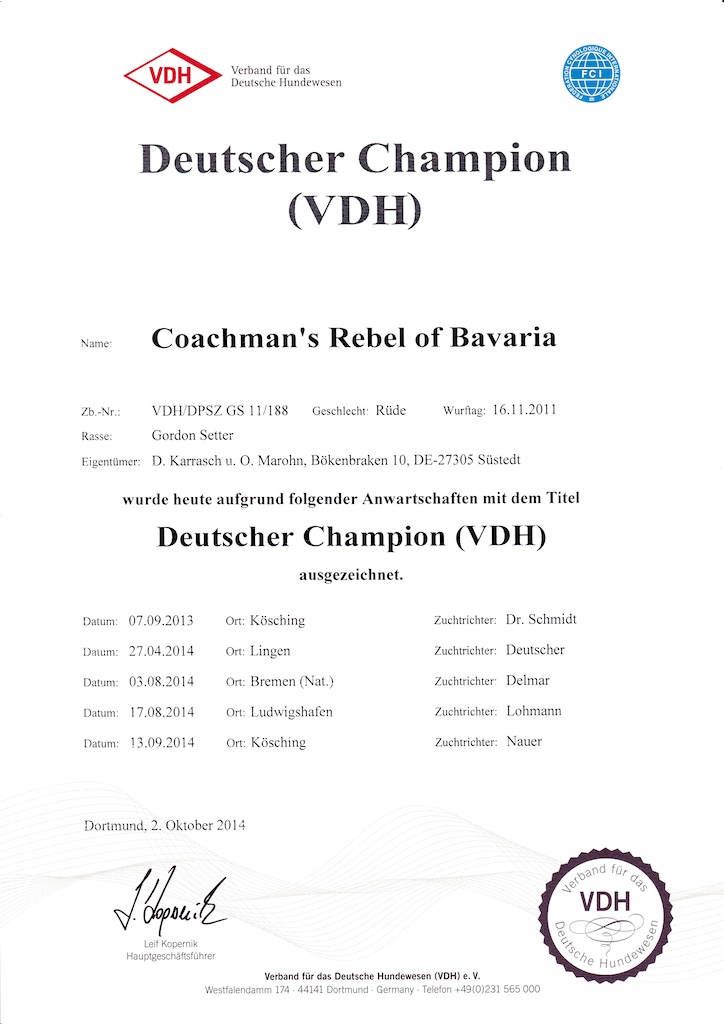 VDH
Verband für das
Deutsche Hundewesen
FEDERATION CYNOLOGIQUE INTERNATIONALE
FCI
Deutscher Champion
(VDH)
Name: Coachman's Rebel of Bavaria
Zb.-Nr.: VDH/DPSZ GS 11/188 Geschlecht: Rüde Wurftag: 16.11.2011
Rasse: Gordon Setter
Eigentümer: D. Karrasch u. O. Marohn, Bökenbraken 10, DE-27305 Süstedt
wurde heute aufgrund folgender Anwartschaften mit dem Titel
Deutscher Champion (VDH)
ausgezeichnet.
Datum: 07.09.2013 Ort: Kösching Zuchtrichter: Dr. Schmidt
Datum: 27.04.2014 Ort: Lingen Zuchtrichter: Deutscher
Datum: 03.08.2014 Ort: Bremen (Nat.) Zuchtrichter: Delmar
Datum: 17.08.2014 Ort: Ludwigshafen Zuchtrichter: Lohmann
Datum: 13.09.2014 Ort: Kösching Zuchtrichter: Nauer
Dortmund, 2. Oktober 2014
L. Kopernik
Leif Kopernik
Hauptgeschäftsführer
Verband für das
VDH
Deutsche Hundewesen
Verband für das Deutsche Hundewesen (VDH) e. V.
Westfalendamm 174 · 44141 Dortmund · Germany · Telefon +49(0)231 565 000